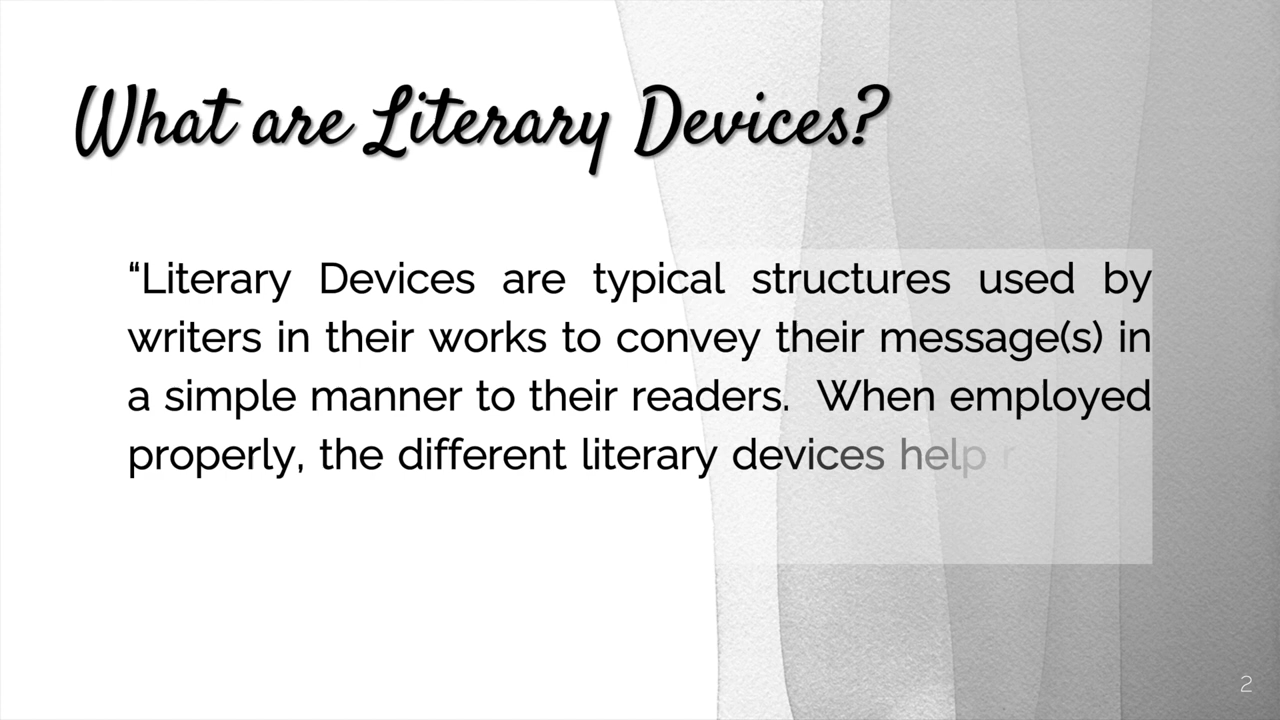 What are Literary Devices?
“Literary Devices are typical structures used by
writers in their works to convey their message(s) in
a simple manner to their readers.  When employed
properly, the different literary devices help
2